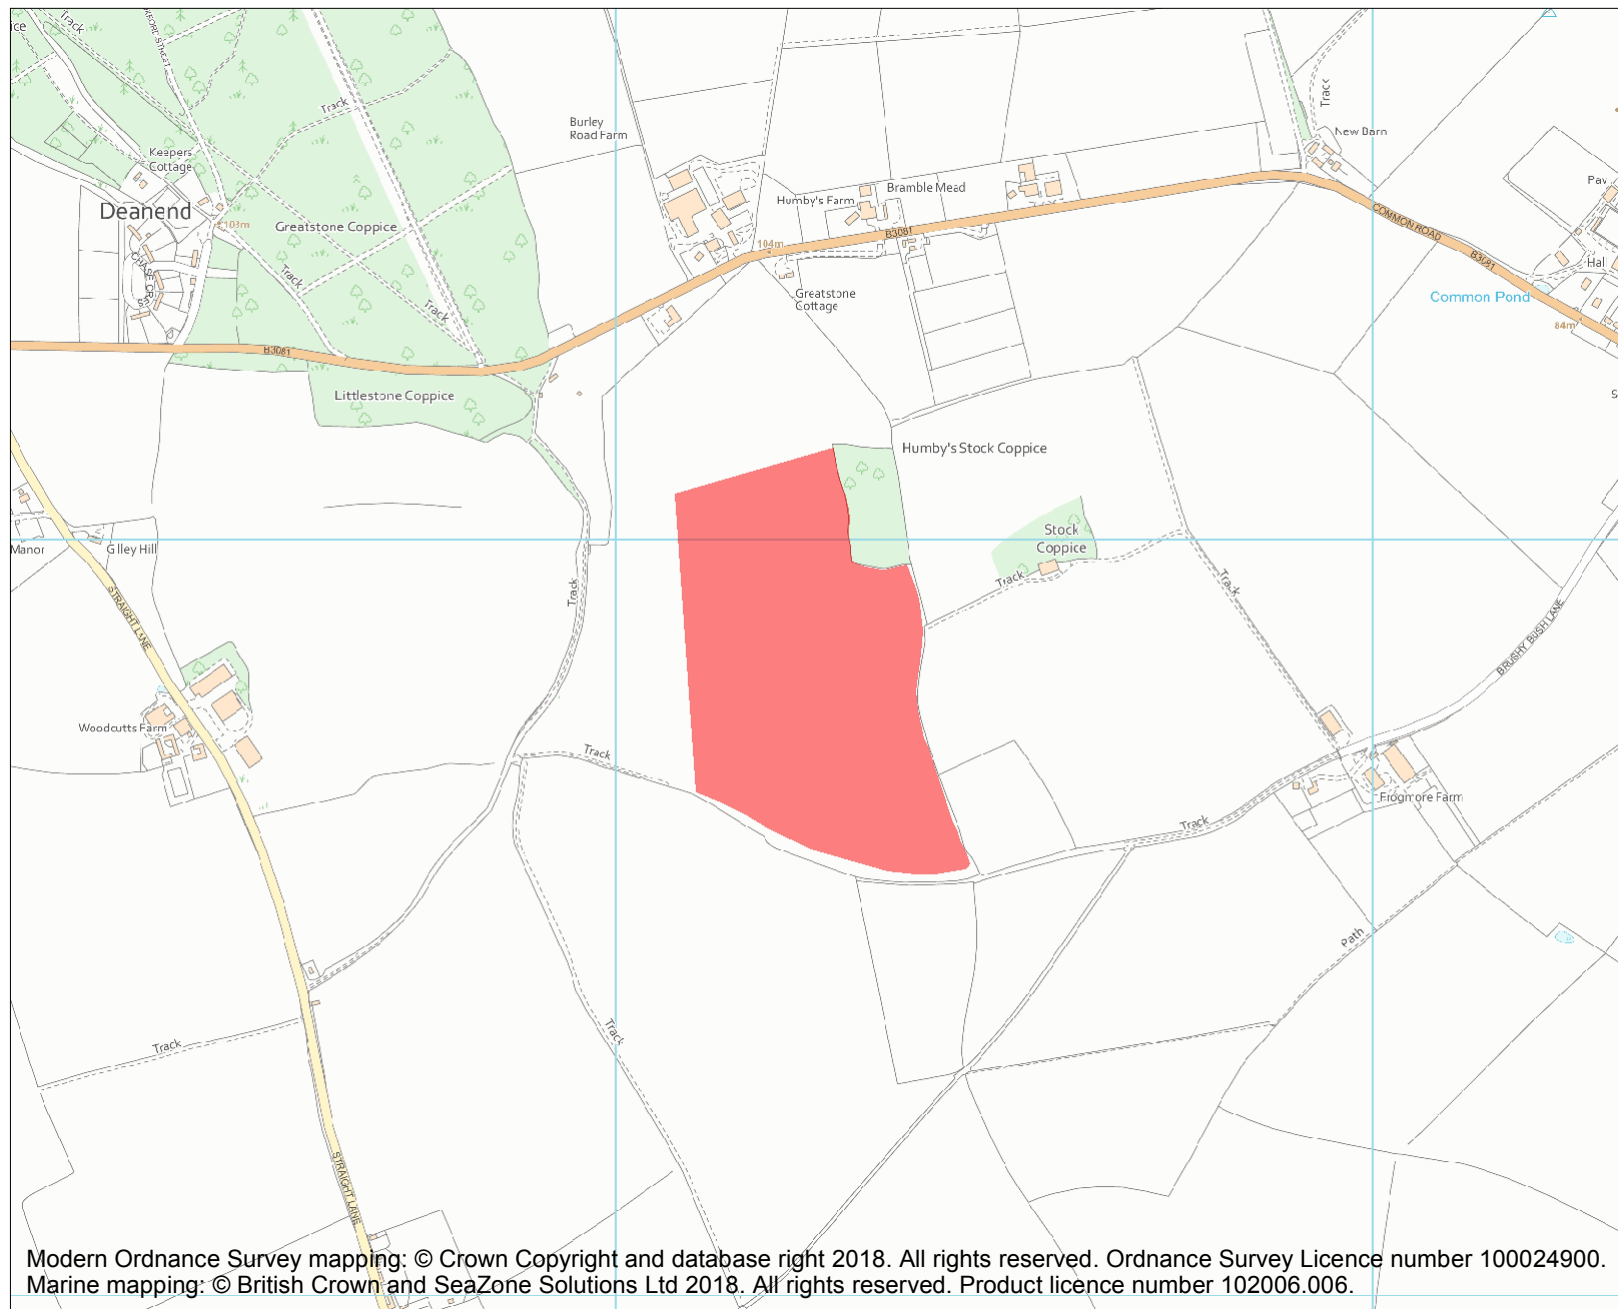 ice
Track
Track
Track
New Barn
Burley
Road Farm
Keepers
Cottage
Deanend
103m
Greatstone Coppice
Bramble Mead
Humby's Farm
Pav
COMMON ROAD
B3081
B3081
104m
Hal
Track
Track
Greatstone
Cottage
Common Pond
84m
B3081
Littlestone Coppice
Humby's Stock Coppice
Stock
Coppice
Manor
Track
Track
Track
STRAIGHT LANE
BRUSHY BUSH LANE
Woodcutts Farm
Track
Frogmore Farm
Track
Path
Track
Track
STRAIGHT LANE
Modern Ordnance Survey mapping: © Crown Copyright and database right 2018. All rights reserved. Ordnance Survey Licence number 100024900.
Marine mapping: © British Crown and SeaZone Solutions Ltd 2018. All rights reserved. Product licence number 102006.006.